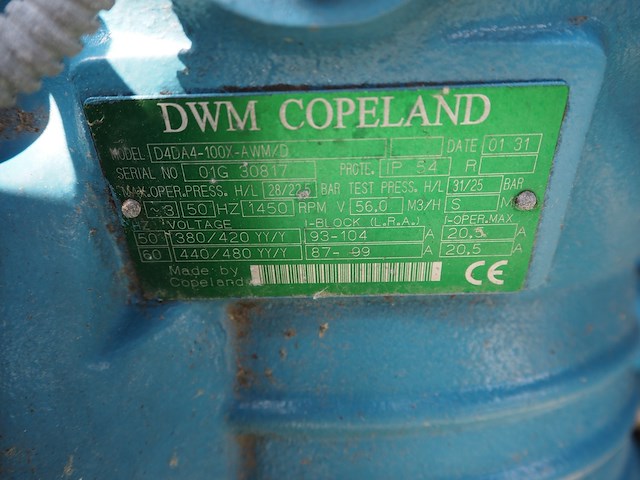 DWM COPELAND
MODEL D4DA4-100X-AWM/D DATE 01 31
SERIAL NO 01G 30817 PROTE. IP 54 R
MAX.OPER.PRESS. H/L 28/22.5 BAR TEST PRESS. H/L 31/25 BAR
3 50 HZ 1450 RPM V 56.0 M3/H S M
HZ VOLTAGE I-BLOCK (L.R.A.) I-OPER.MAX
50 380/420 YY/Y 93-104 A 20.5 A
60 440/480 YY/Y 87- 99 A 20.5 A
Made by
Copeland CE